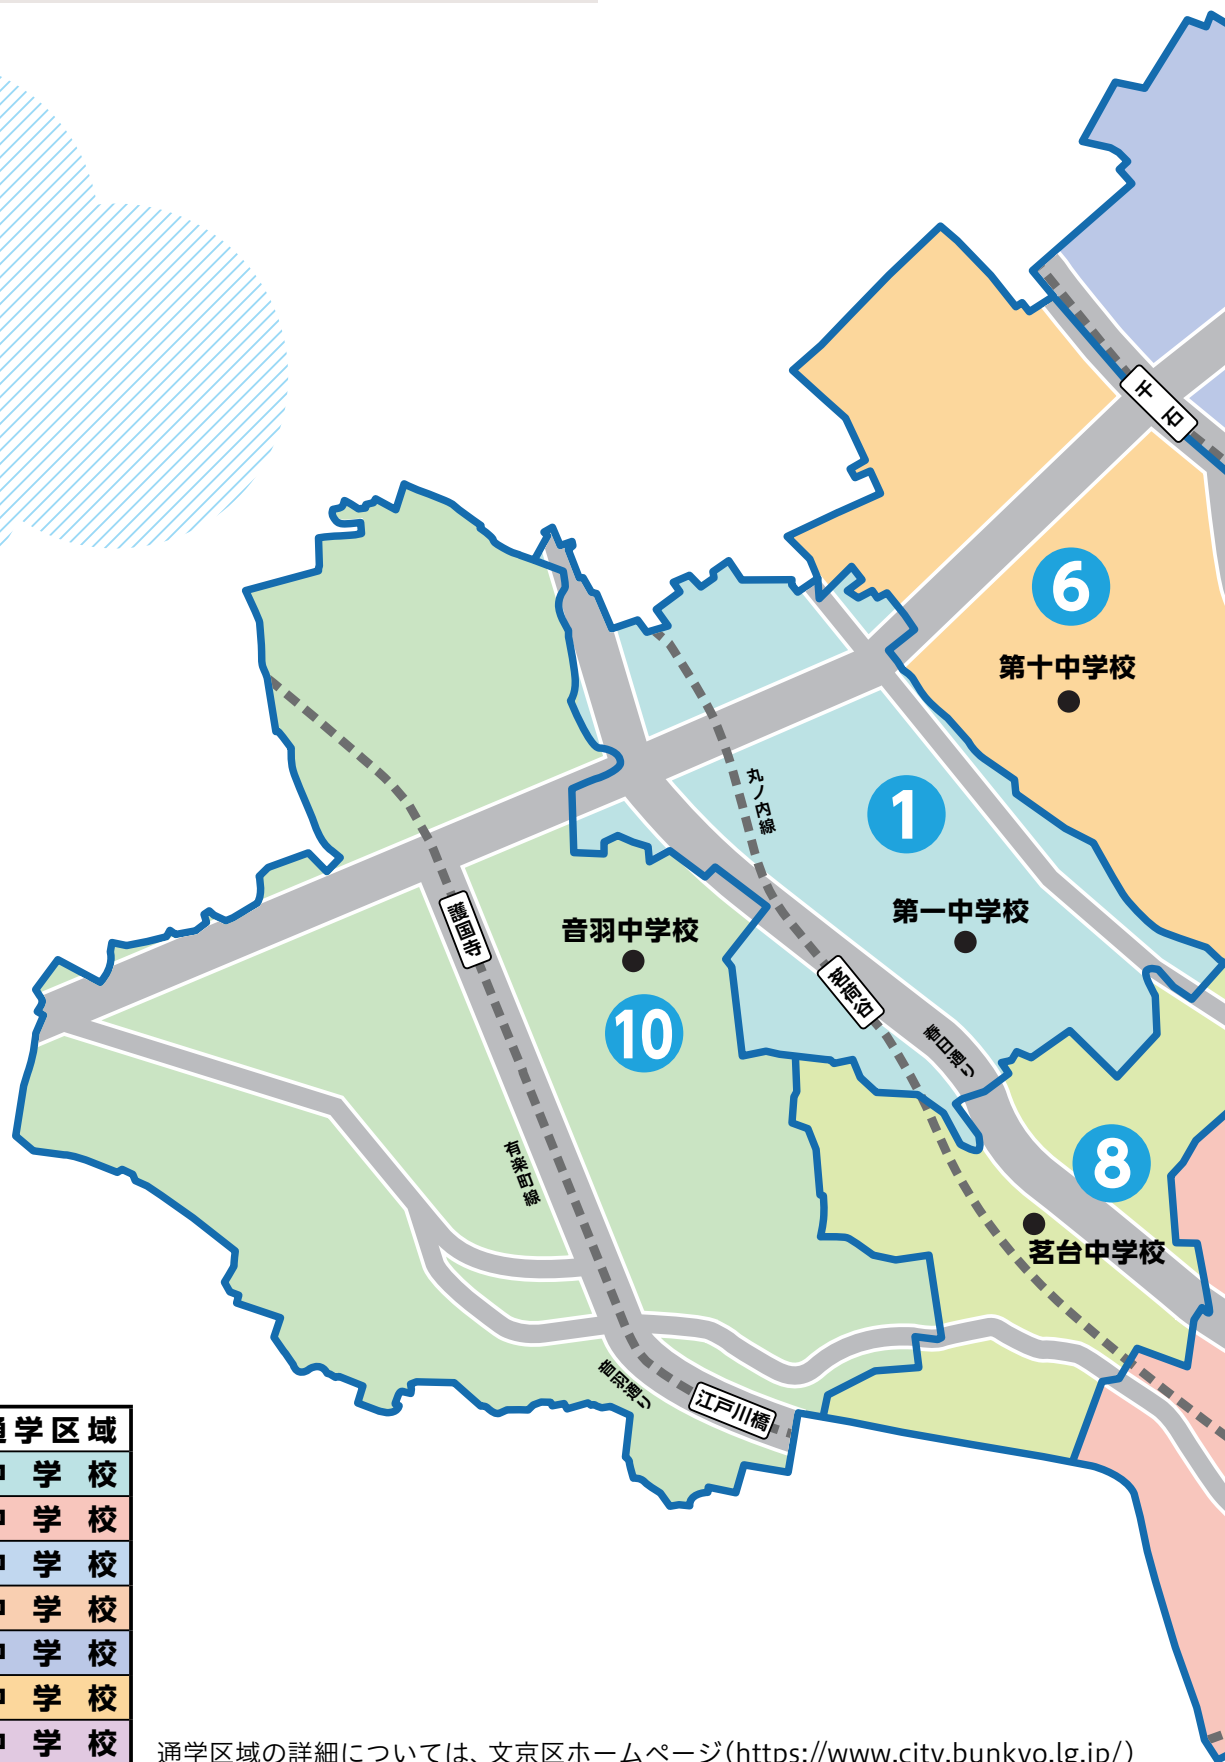 千石
6
第十中学校
丸ノ内線
1
第一中学校
護国寺
音羽中学校
10
茗荷谷
春日通り
有楽町線
8
茗台中学校
音羽通り
江戸川橋
学区域
学校
学校
学校
学校
学校
学校
学校
通学区域の詳細については、文京区ホームページ(https://www.city.bunkyo.lg.jp/)